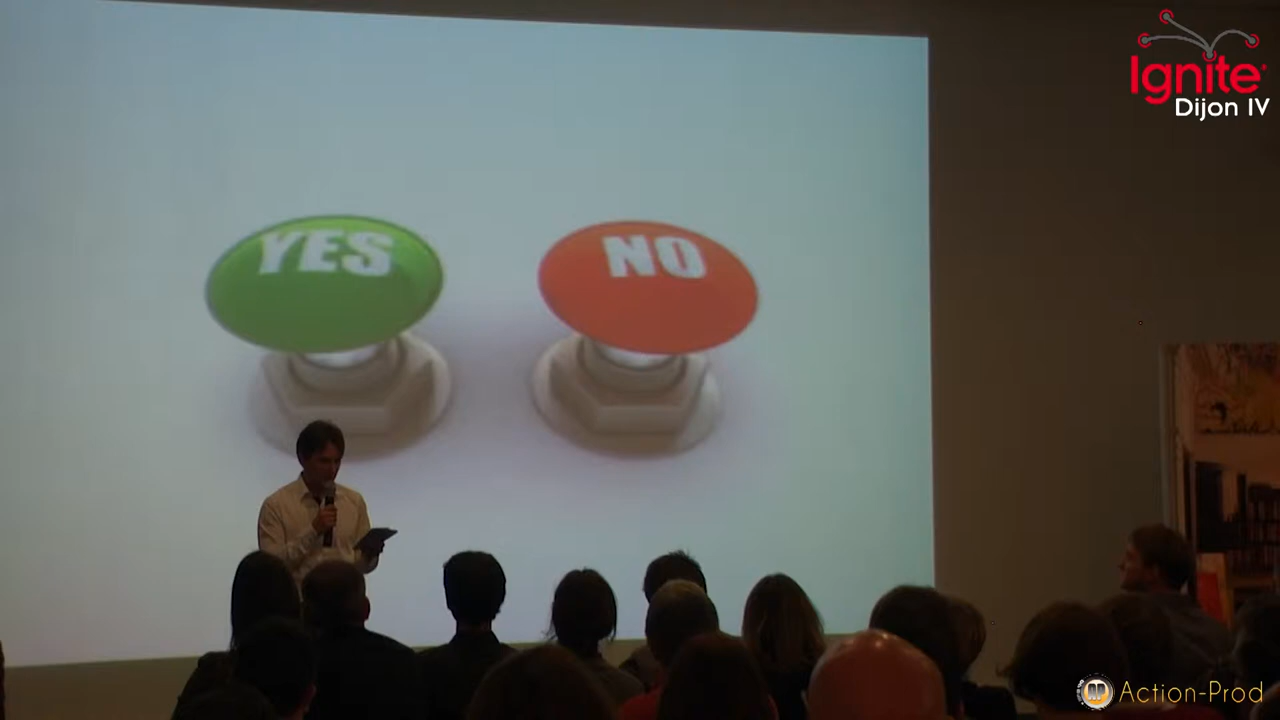 Ignite
Dijon IV
YES
NO
Action-Prod